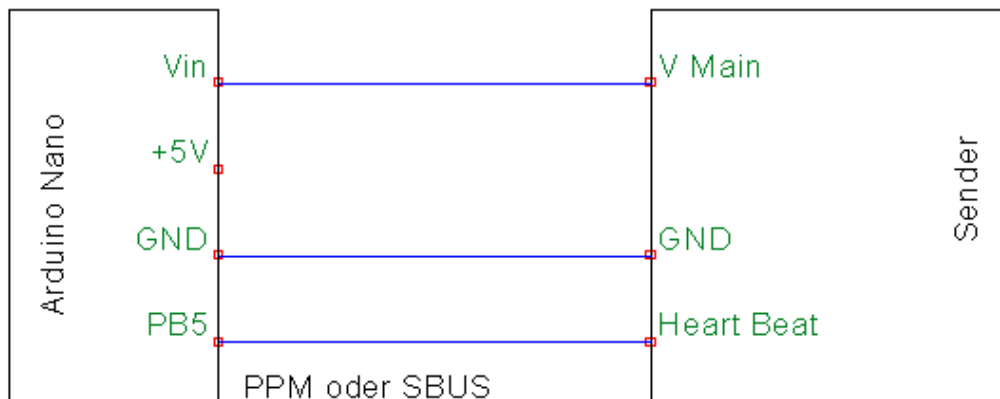 Vin
V Main
+5V
GND
GND
PB5
Heart Beat
PPM oder SBUS
Arduino Nano
Sender